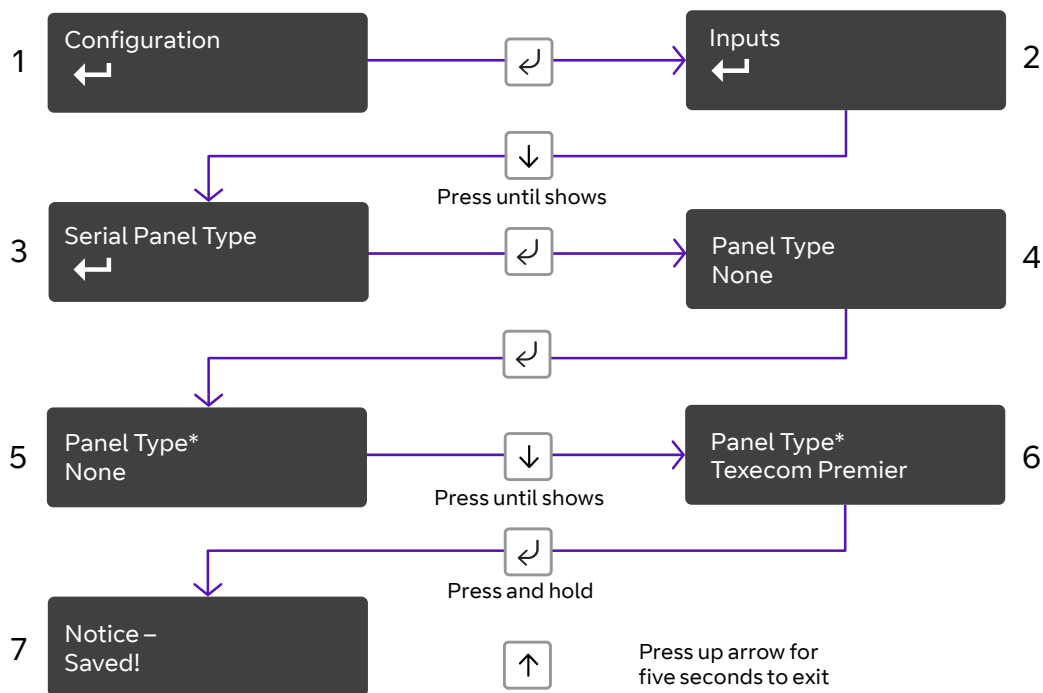 1
Configuration
Inputs
2
Press until shows
3
Serial Panel Type
Panel Type
None
4
5
Panel Type*
None
Press until shows
Panel Type*
Texecom Premier
6
Press and hold
7
Notice –
Saved!
Press up arrow for
five seconds to exit